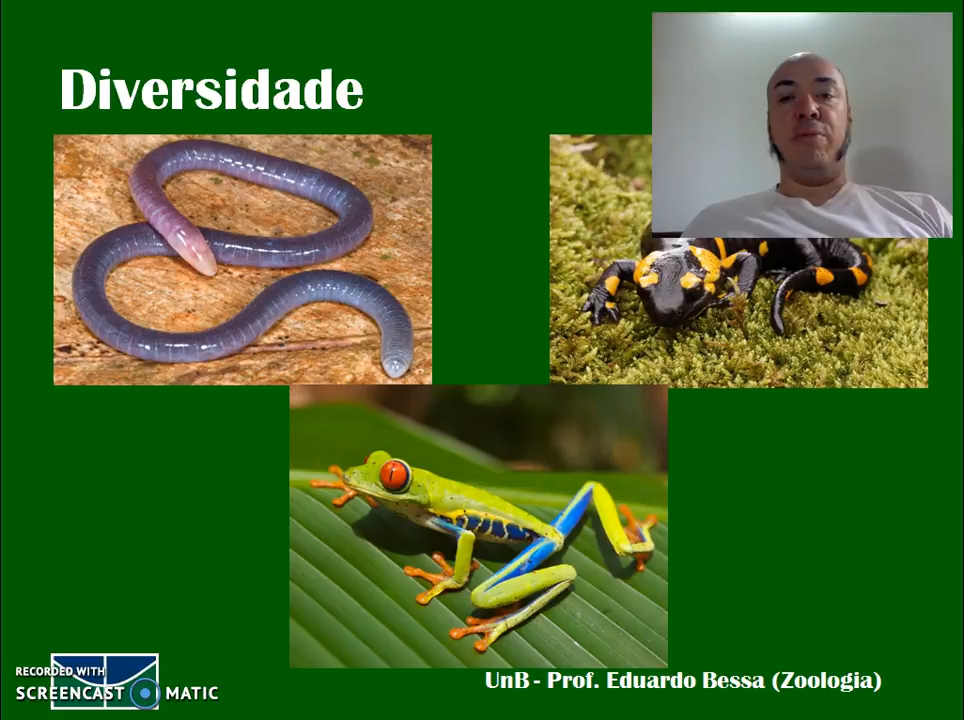 Diversidade
RECORDED WITH
SCREENCAST MATIC
UnB - Prof. Eduardo Bessa (Zoologia)